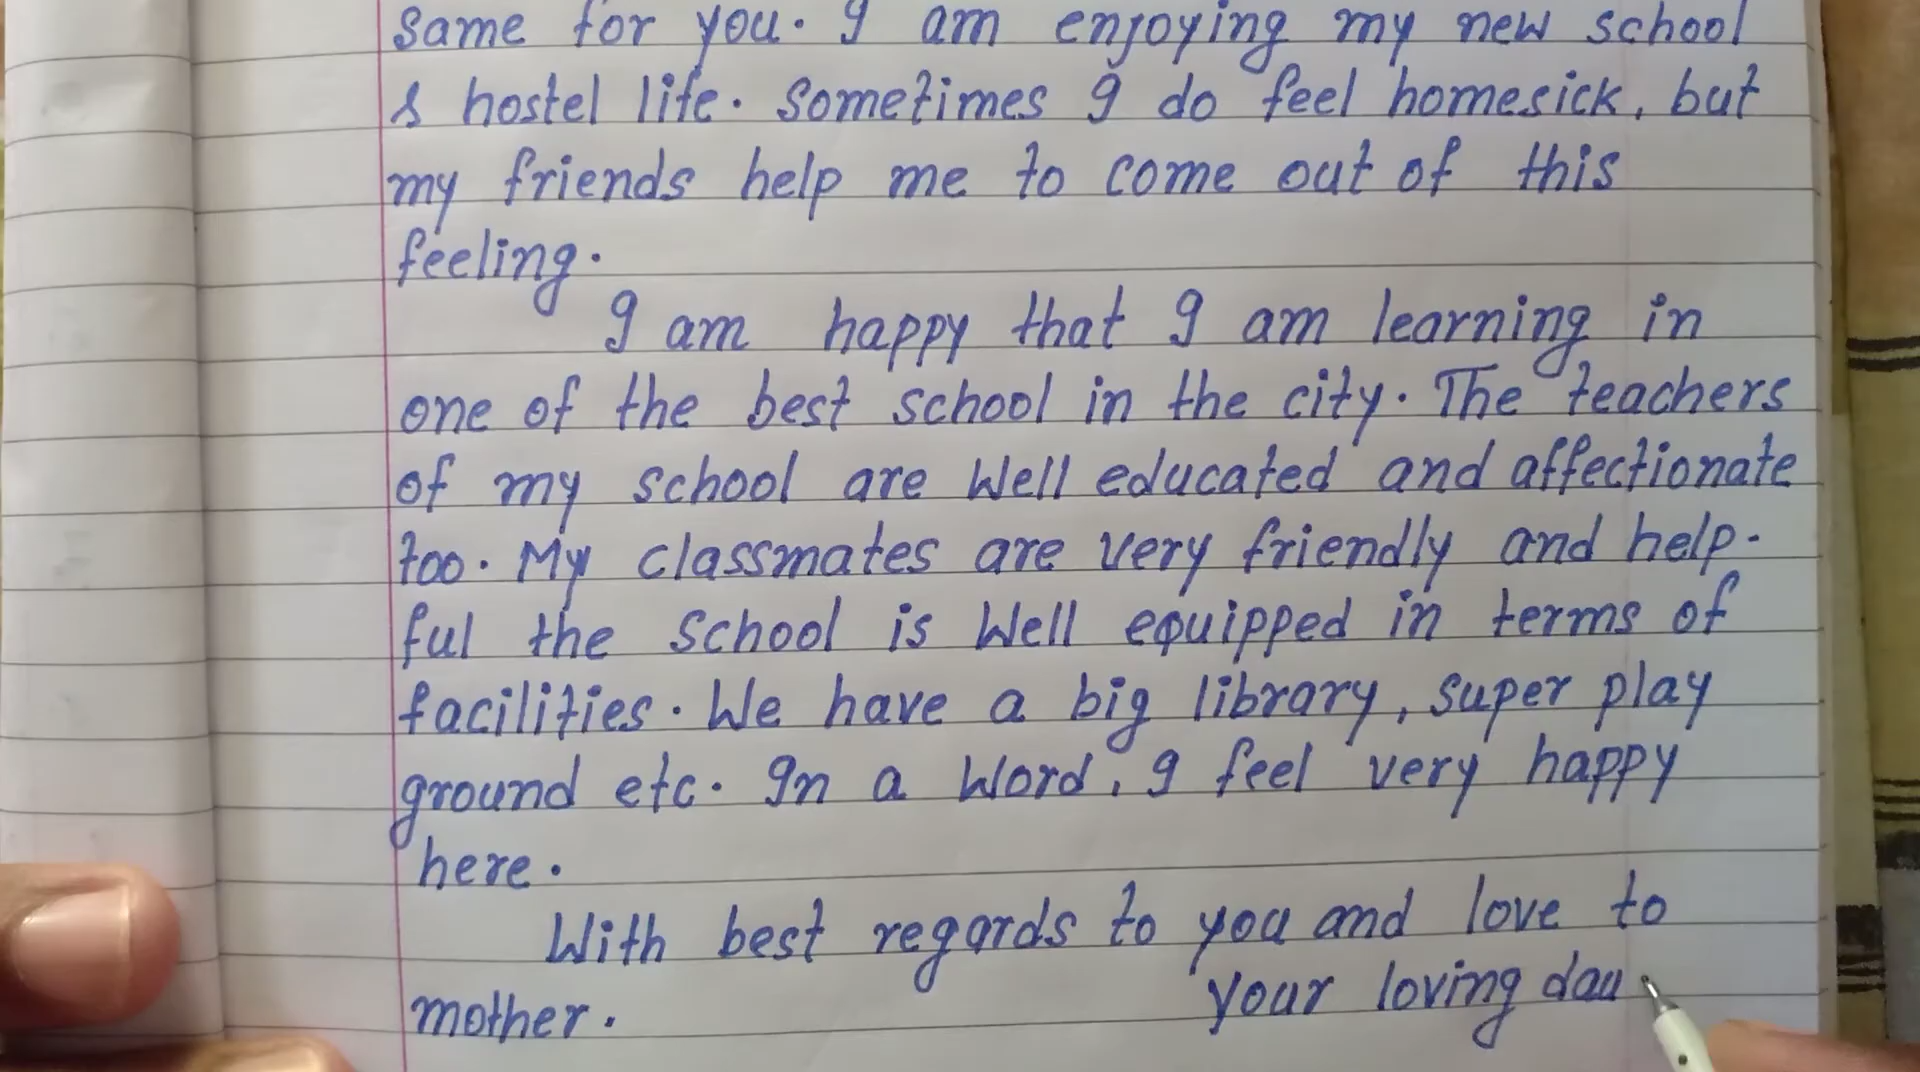 same for you. I am enjoying my new school
& hostel life. Sometimes I do feel homesick, but
my friends help me to come out of this
feeling.
I am happy that I am learning in
one of the best school in the city. The teachers
of my school are well educated and affectionate
too. My classmates are very friendly and help-
ful the school is well equipped in terms of
facilities. We have a big library, super play
ground etc. In a word, I feel very happy
here.
With best regards to you and love to
mother.
your loving dau